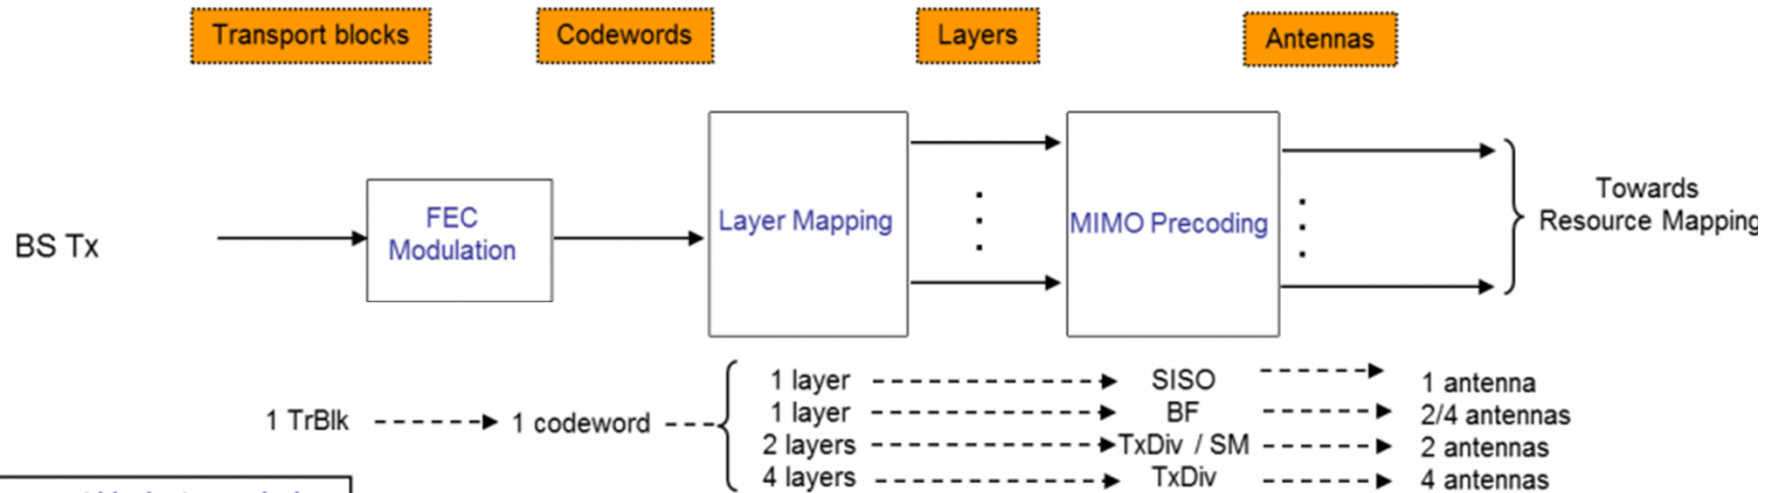 Transport blocks
Codewords
Layers
Antennas
BS Tx
FEC
Modulation
Layer Mapping
MIMO Precoding
Towards
Resource Mapping
1 TrBlk
1 codeword
1 layer
SISO
1 antenna
1 layer
BF
2/4 antennas
2 layers
TxDiv / SM
2 antennas
4 layers
TxDiv
4 antennas